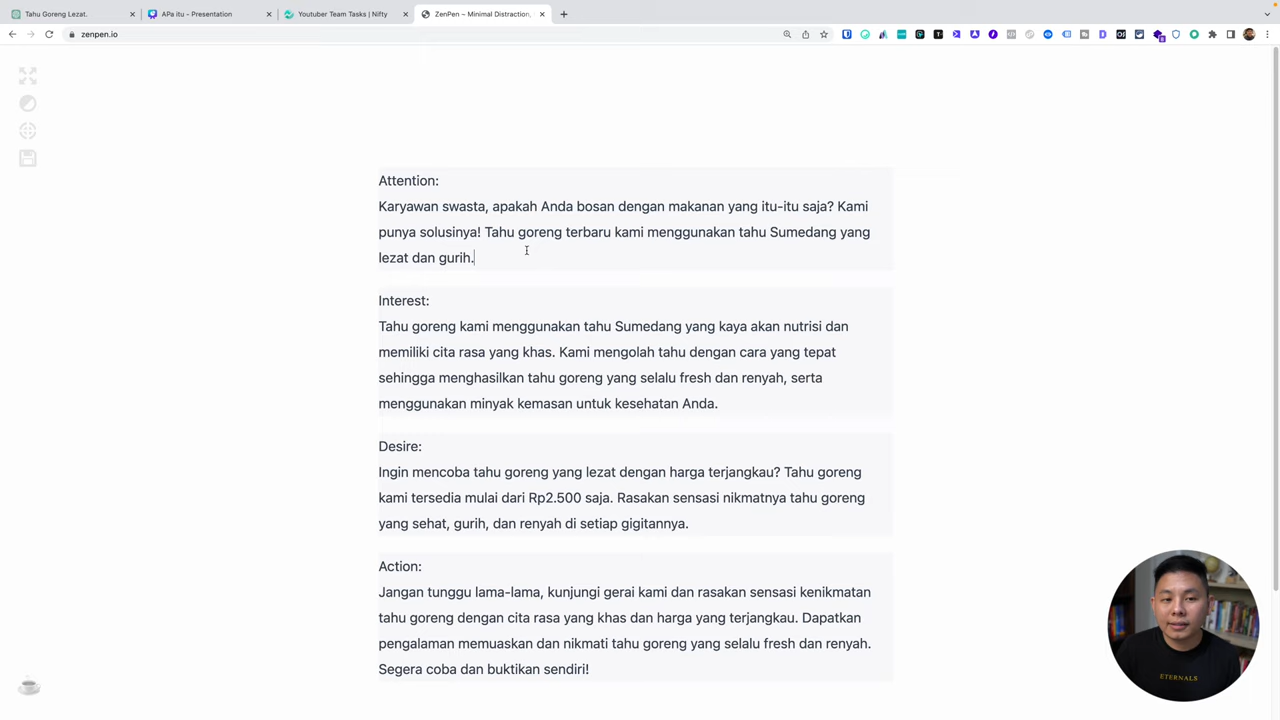 Tahu Goreng Lezat.
APa itu - Presentation
Youtuber Team Tasks | Nifty
ZenPen ~ Minimal Distraction,
zenpen.io
Attention:
Karyawan swasta, apakah Anda bosan dengan makanan yang itu-itu saja? Kami
punya solusinya! Tahu goreng terbaru kami menggunakan tahu Sumedang yang
lezat dan gurih.
Interest:
Tahu goreng kami menggunakan tahu Sumedang yang kaya akan nutrisi dan
memiliki cita rasa yang khas. Kami mengolah tahu dengan cara yang tepat
sehingga menghasilkan tahu goreng yang selalu fresh dan renyah, serta
menggunakan minyak kemasan untuk kesehatan Anda.
Desire:
Ingin mencoba tahu goreng yang lezat dengan harga terjangkau? Tahu goreng
kami tersedia mulai dari Rp2.500 saja. Rasakan sensasi nikmatnya tahu goreng
yang sehat, gurih, dan renyah di setiap gigitannya.
Action:
Jangan tunggu lama-lama, kunjungi gerai kami dan rasakan sensasi kenikmatan
tahu goreng dengan cita rasa yang khas dan harga yang terjangkau. Dapatkan
pengalaman memuaskan dan nikmati tahu goreng yang selalu fresh dan renyah.
Segera coba dan buktikan sendiri!
ETERNALS